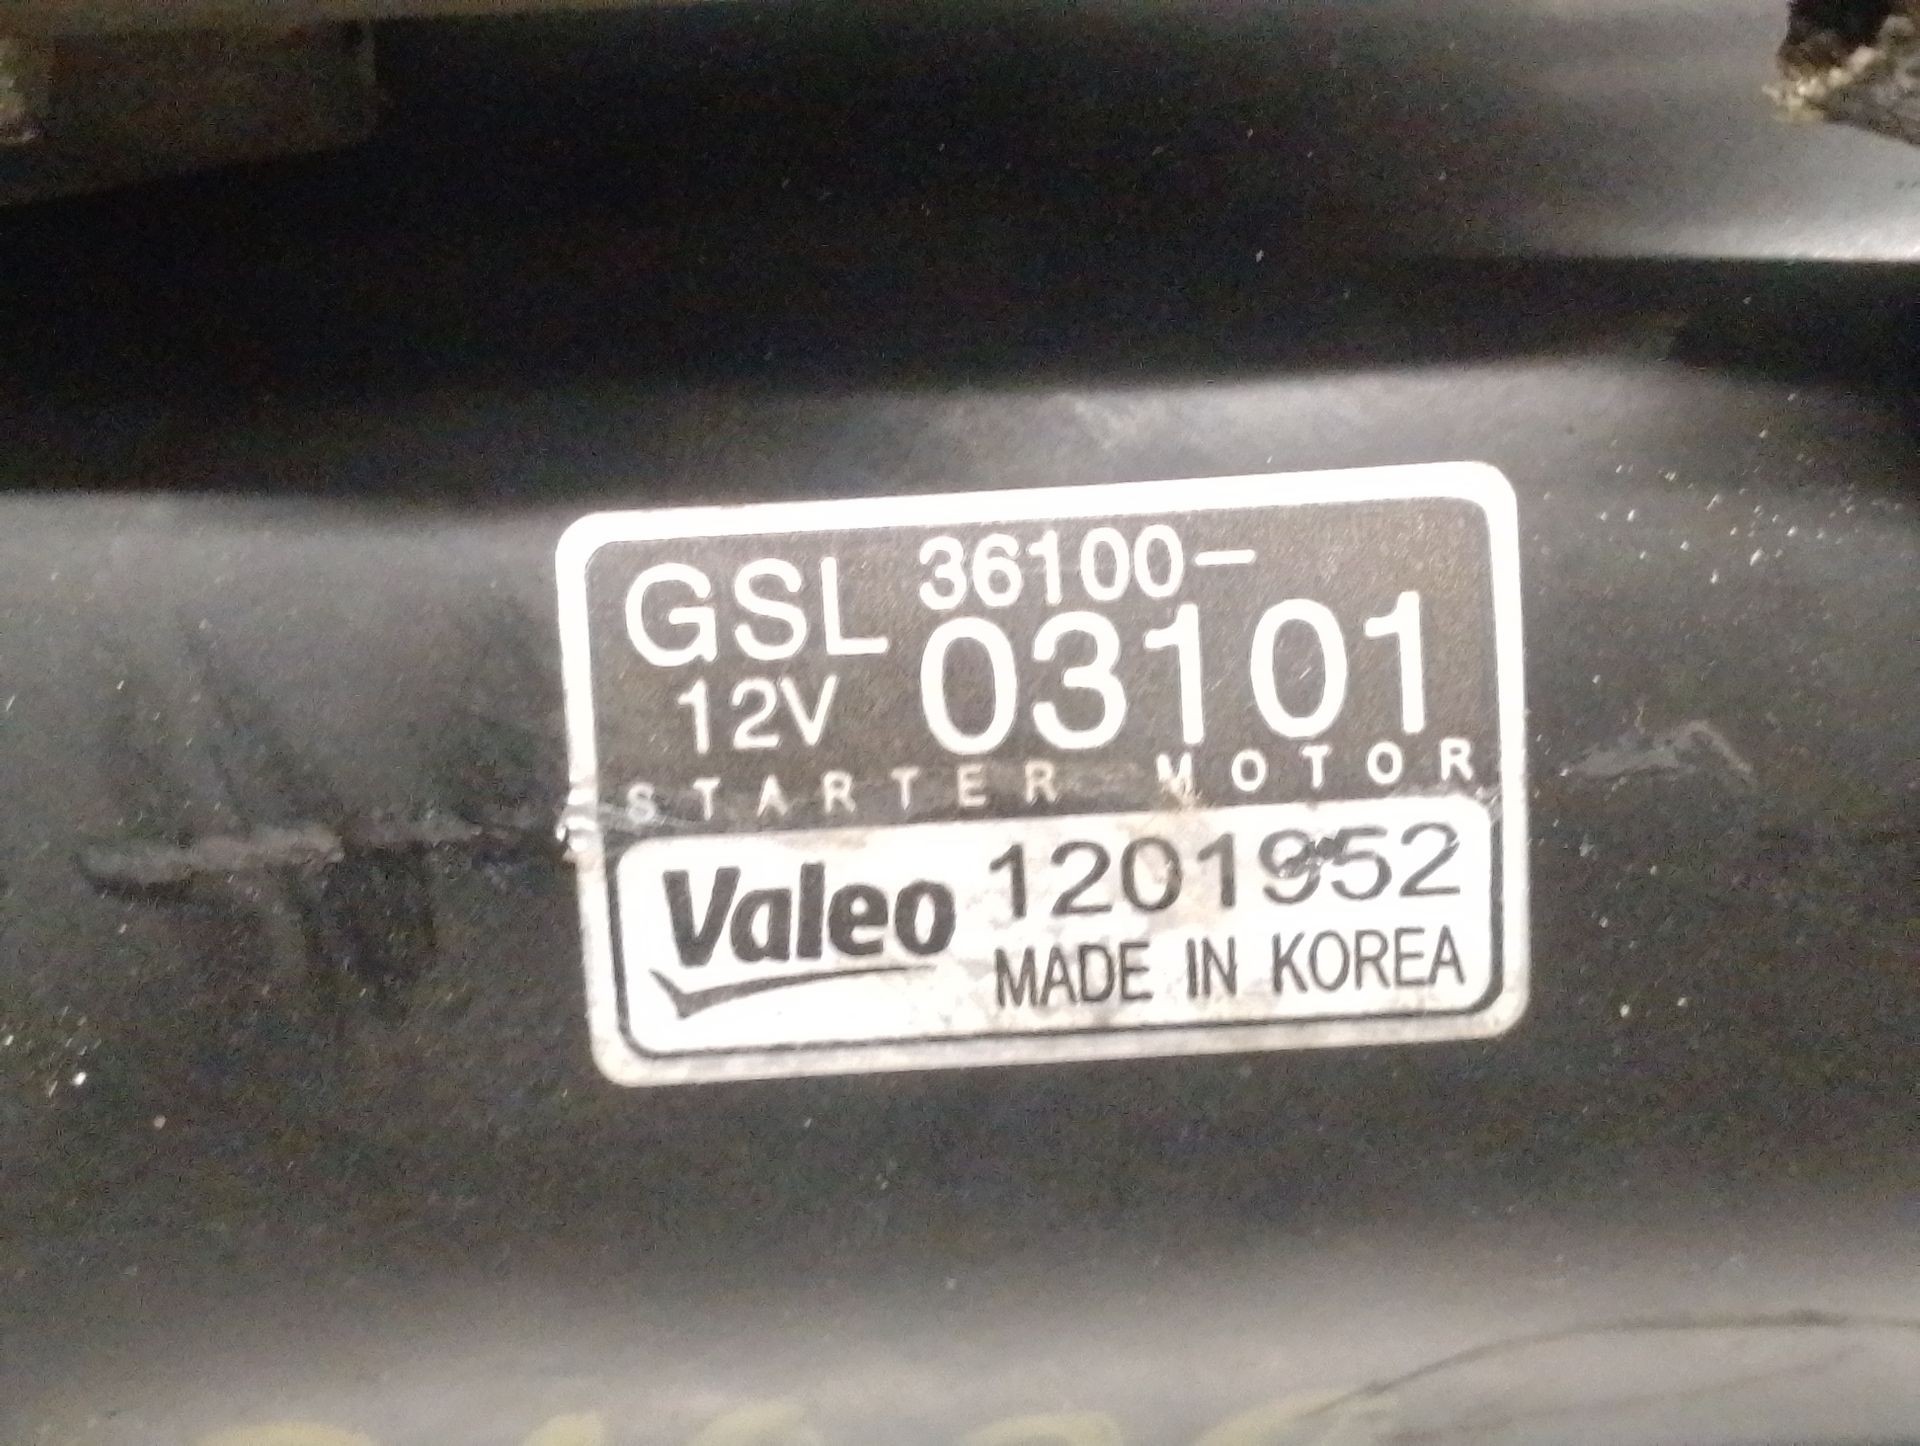 GSL 36100-
12V 03101
STARTER MOTOR
Valeo 1201952
MADE IN KOREA